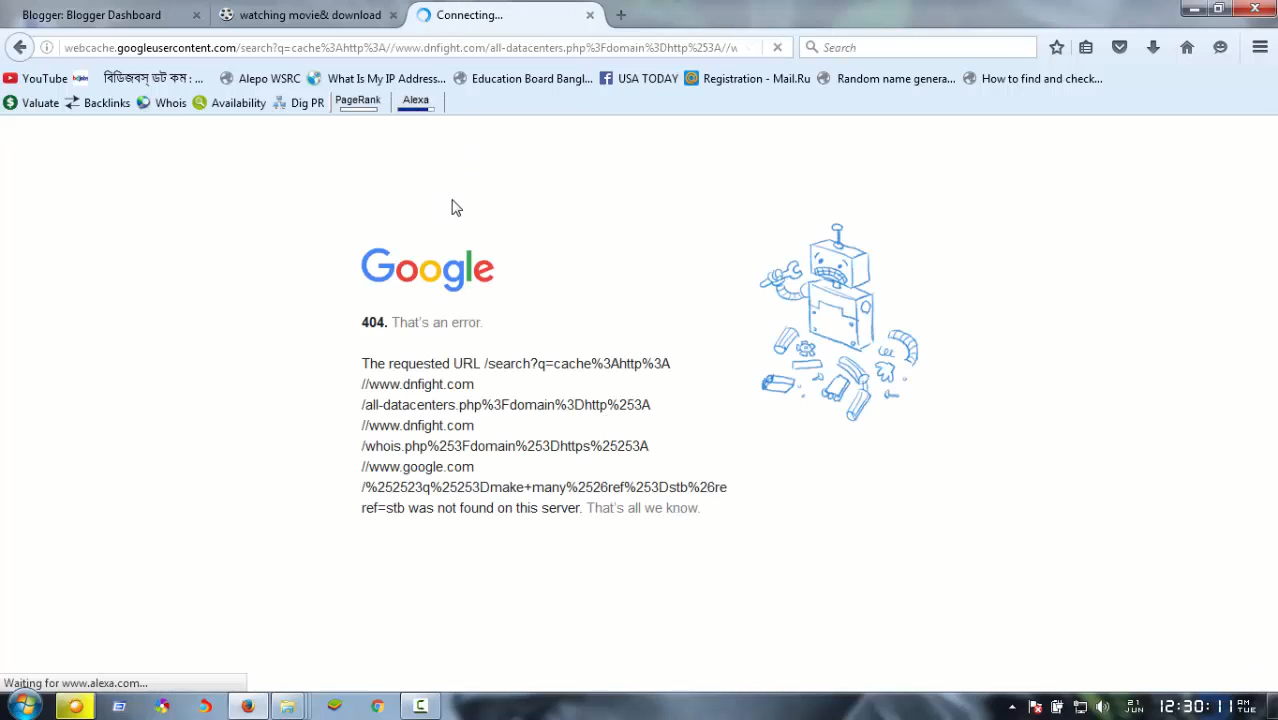 Blogger: Blogger Dashboard
watching movie& download
Connecting...
webcache.googleusercontent.com/search?q=cache%3Ahttp%3A//www.dnfight.com/all-datacenters.php%3Fdomain%3Dhttp%253A//w
Search
YouTube
বিডিজবস্ ডট কম : ...
Alepo WSRC
What Is My IP Address...
Education Board Bangl...
USA TODAY
Registration - Mail.Ru
Random name genera...
How to find and check...
Valuate
Backlinks
Whois
Availability
Dig PR
PageRank
Alexa
Google
404. That's an error.
The requested URL /search?q=cache%3Ahttp%3A
//www.dnfight.com
/all-datacenters.php%3Fdomain%3Dhttp%253A
//www.dnfight.com
/whois.php%253Fdomain%253Dhttps%25253A
//www.google.com
/%252523q%25253Dmake+many%2526ref%253Dstb%26re
ref=stb was not found on this server. That's all we know.
Waiting for www.alexa.com...
21
JUN
12:30:11
TUE